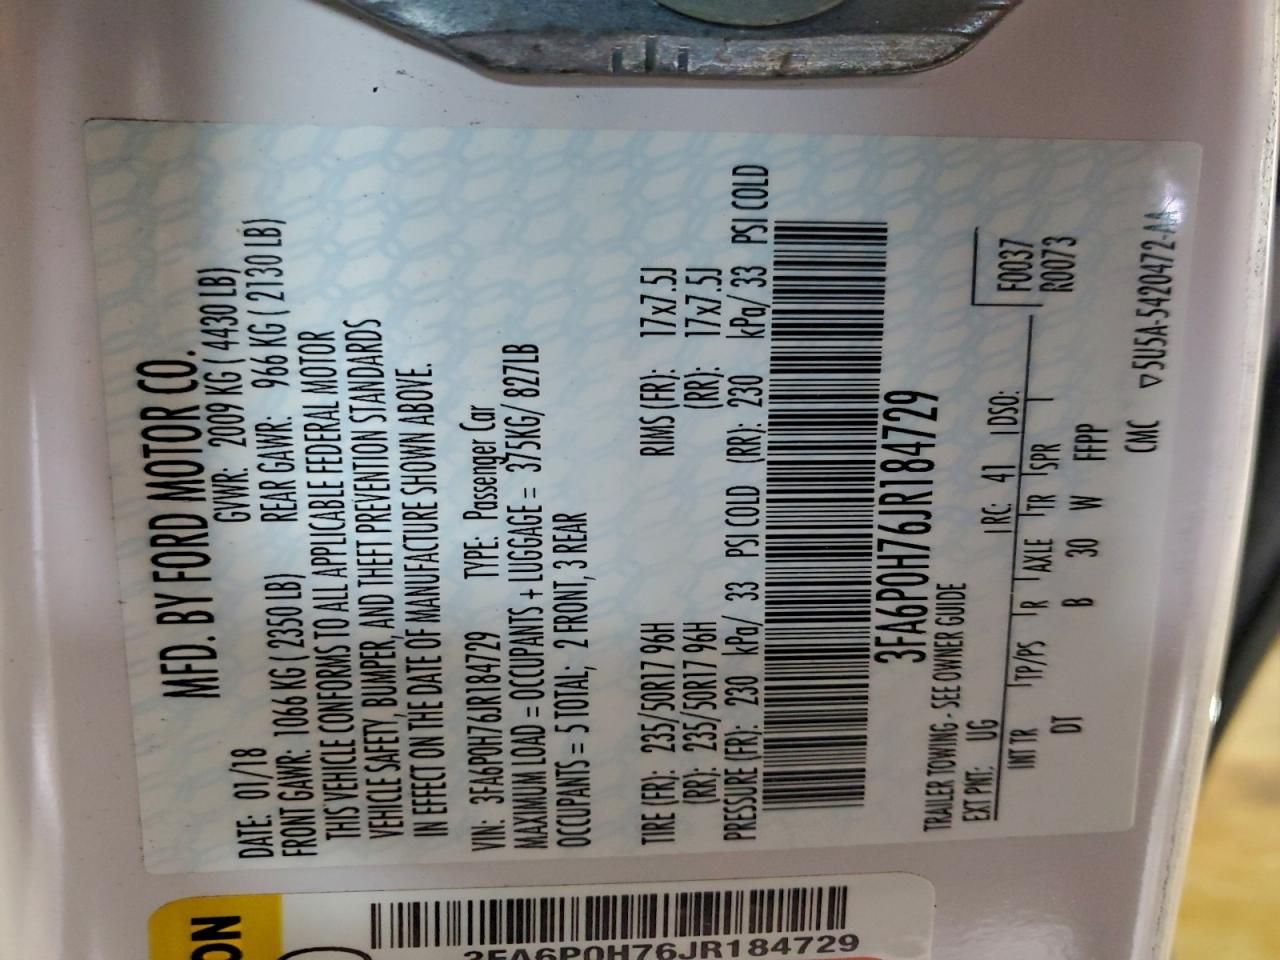 MFD. BY FORD MOTOR CO.
DATE: 01/18 GVWR: 2009 KG ( 4430 LB)
FRONT GAWR: 1066 KG ( 2350 LB) REAR GAWR: 966 KG ( 2130 LB)
THIS VEHICLE CONFORMS TO ALL APPLICABLE FEDERAL MOTOR
VEHICLE SAFETY, BUMPER, AND THEFT PREVENTION STANDARDS
IN EFFECT ON THE DATE OF MANUFACTURE SHOWN ABOVE.
VIN: 3FA6P0H76JR184729 TYPE: Passenger Car
MAXIMUM LOAD = OCCUPANTS + LUGGAGE = 375KG/ 827LB
OCCUPANTS = 5 TOTAL; 2 FRONT, 3 REAR
TIRE (FR): 235/50R17 96H RIMS (FR): 17x7.5J
(RR): 235/50R17 96H (RR): 17x7.5J
PRESSURE (FR): 230 kPa/ 33 PSI COLD (RR): 230 kPa/ 33 PSI COLD
3FA6P0H76JR184729
TRAILER TOWING - SEE OWNER GUIDE
EXT PNT: UG RC: 41 DSO: F0037
INT TR TP/PS R AXLE TR SPR R0073
DT B 30 W FFPP
CMC ▽5U5A-5420472-AA
ON
3FA6P0H76JR184729